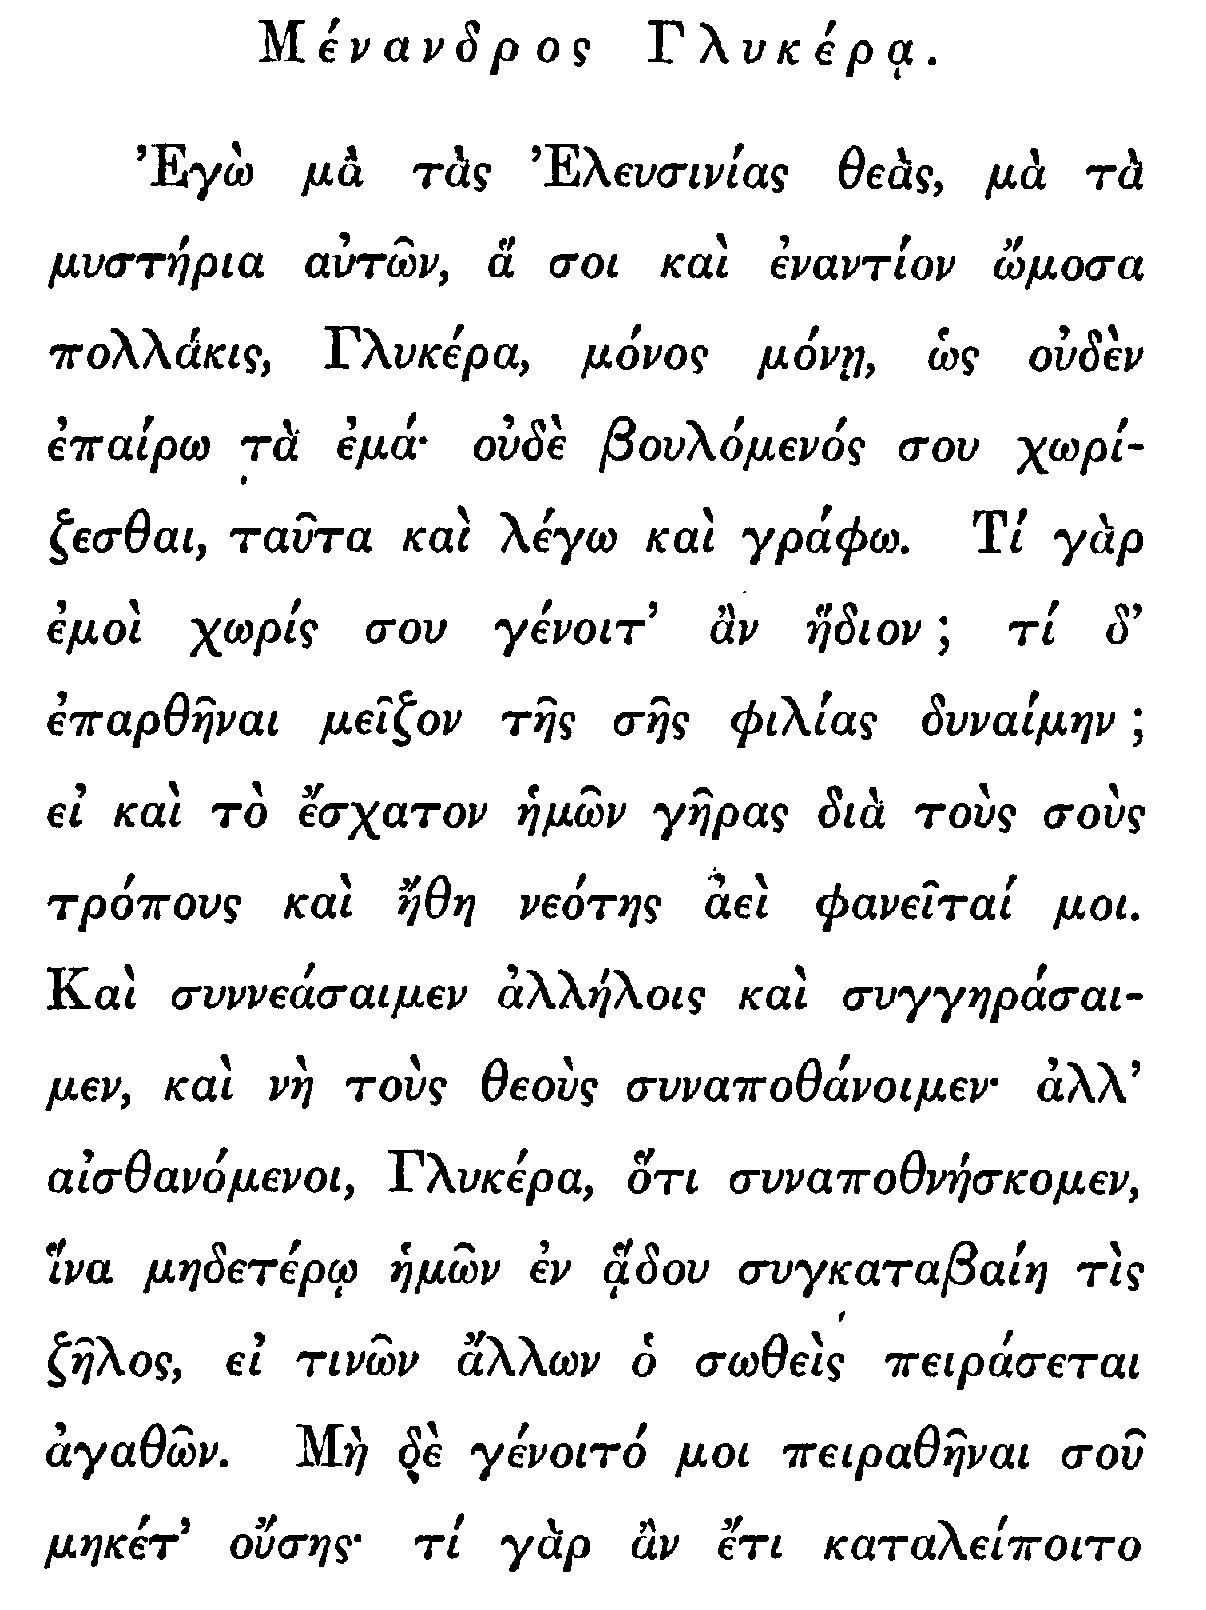 Μένανδρος Γλυκέρᾳ.
Ἐγὼ μὰ τὰς Ἐλευσινίας θεὰς, μὰ τὰ
μυστήρια αὐτῶν, ἅ σοι καὶ ἐναντίον ὤμοσα
πολλάκις, Γλυκέρα, μόνος μόνῃ, ὡς οὐδὲν
ἐπαίρω τὰ ἐμά· οὐδὲ βουλόμενός σου χωρί-
ζεσθαι, ταῦτα καὶ λέγω καὶ γράφω. Τί γὰρ
ἐμοὶ χωρίς σου γένοιτ’ ἂν ἥδιον; τί δ’
ἐπαρθῆναι μεῖζον τῆς σῆς φιλίας δυναίμην;
εἰ καὶ τὸ ἔσχατον ἡμῶν γῆρας διὰ τοὺς σοὺς
τρόπους καὶ ἤθη νεότης ἀεὶ φανεῖταί μοι.
Καὶ συννεάσαιμεν ἀλλήλοις καὶ συγγηράσαι-
μεν, καὶ νὴ τοὺς θεοὺς συναποθάνοιμεν· ἀλλ’
αἰσθανόμενοι, Γλυκέρα, ὅτι συναποθνήσκομεν,
ἵνα μηδετέρῳ ἡμῶν ἐν ᾅδου συγκαταβαίη τὶς
ζῆλος, εἰ τινῶν ἄλλων ὁ σωθεὶς πειράσεται
ἀγαθῶν. Μὴ δὲ γένοιτό μοι πειραθῆναι σοῦ
μηκέτ’ οὔσης· τί γὰρ ἂν ἔτι καταλείποιτο